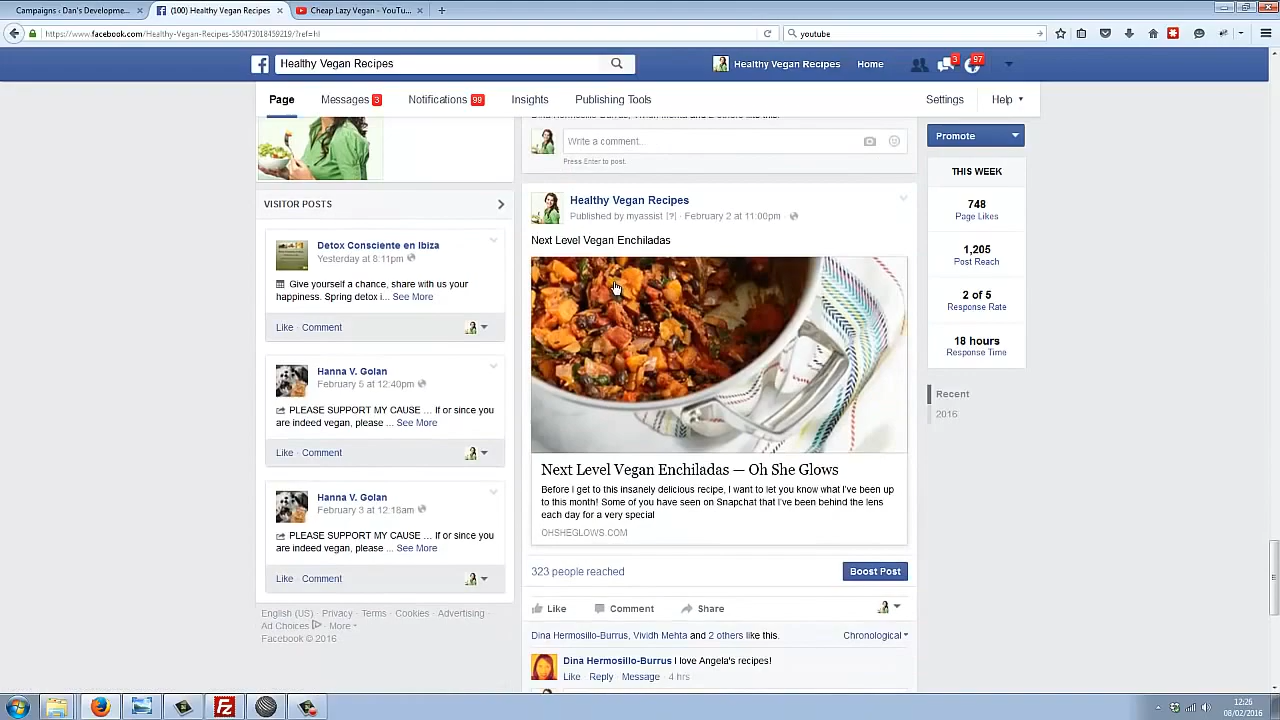 Campaigns ‹ Dan's Developme...
(100) Healthy Vegan Recipes
Cheap Lazy Vegan - YouTu...
https://www.facebook.com/Healthy-Vegan-Recipes-550473018459219/?ref=hl
youtube
Healthy Vegan Recipes
Healthy Vegan Recipes
Home
3
97
Page
Messages 3
Notifications 99
Insights
Publishing Tools
Settings
Help
Write a comment...
Press Enter to post.
Promote
THIS WEEK
748
Page Likes
1,205
Post Reach
2 of 5
Response Rate
18 hours
Response Time
Recent
2016
VISITOR POSTS
Detox Consciente en Ibiza
Yesterday at 8:11pm
Give yourself a chance, share with us your
happiness. Spring detox i... See More
Like · Comment
Hanna V. Golan
February 5 at 12:40pm
PLEASE SUPPORT MY CAUSE ... If or since you
are indeed vegan, please ... See More
Like · Comment
Hanna V. Golan
February 3 at 12:18am
PLEASE SUPPORT MY CAUSE ... If or since you
are indeed vegan, please ... See More
Like · Comment
English (US) · Privacy · Terms · Cookies · Advertising ·
Ad Choices · More
Facebook © 2016
Healthy Vegan Recipes
Published by myassist [?] · February 2 at 11:00pm ·
Next Level Vegan Enchiladas
Next Level Vegan Enchiladas — Oh She Glows
Before I get to this insanely delicious recipe, I want to let you know what I've been up
to this month! Some of you have seen on Snapchat that I've been behind the lens
each day for a very special
OHSHEGLOWS.COM
323 people reached
Boost Post
Like
Comment
Share
Dina Hermosillo-Burrus, Vividh Mehta and 2 others like this.
Chronological
Dina Hermosillo-Burrus I love Angela's recipes!
Like · Reply · Message · 4 hrs
12:26
08/02/2016